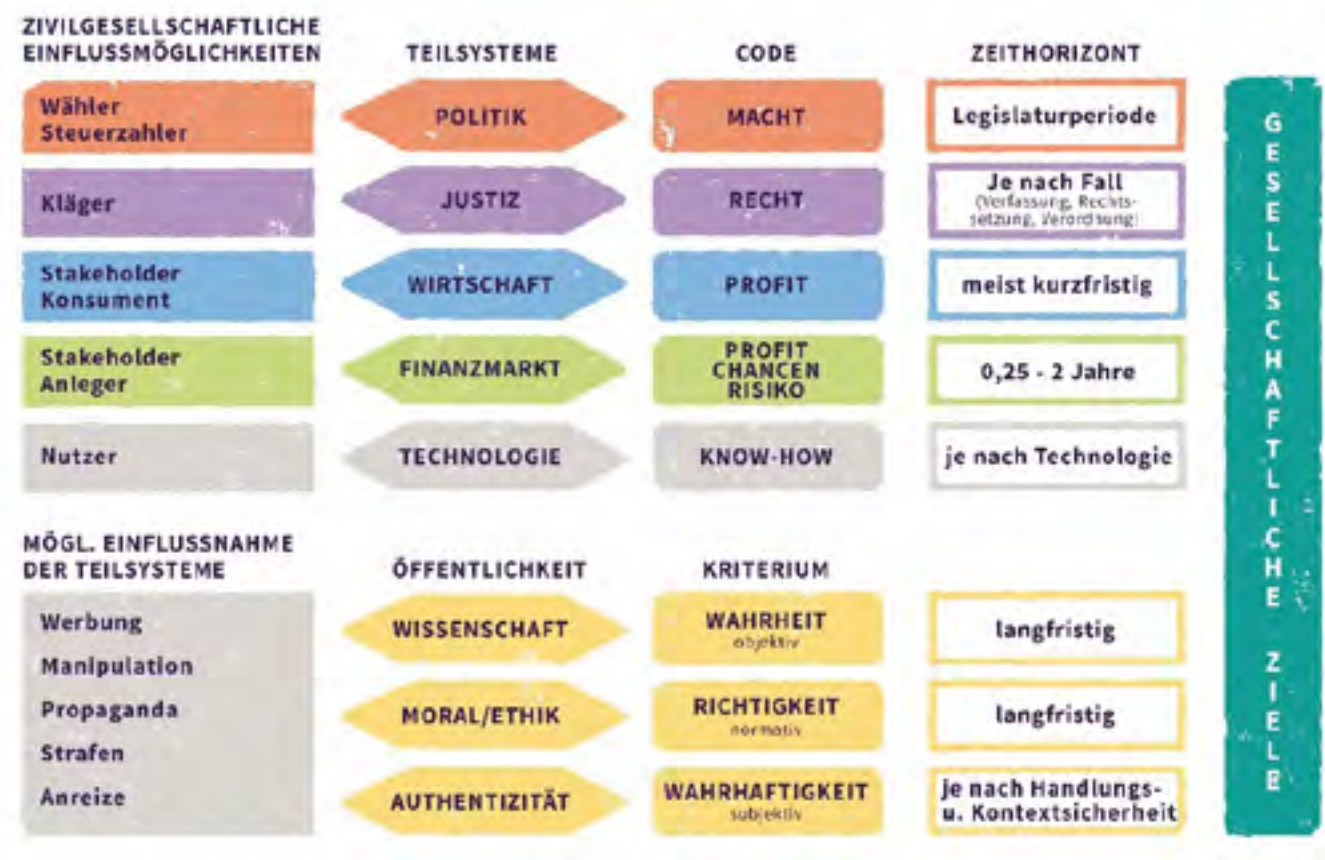 ZIVILGESELLSCHAFTLICHE
EINFLUSSMÖGLICHKEITEN
TEILSYSTEME
CODE
ZEITHORIZONT
Wähler
Steuerzahler
POLITIK
MACHT
Legislaturperiode
Kläger
JUSTIZ
RECHT
Je nach Fall
(Verfassung, Rechts-
setzung, Verordnung)
Stakeholder
Konsument
WIRTSCHAFT
PROFIT
meist kurzfristig
Stakeholder
Anleger
FINANZMARKT
PROFIT
CHANCEN
RISIKO
0,25 - 2 Jahre
Nutzer
TECHNOLOGIE
KNOW-HOW
je nach Technologie
MÖGL. EINFLUSSNAHME
DER TEILSYSTEME
ÖFFENTLICHKEIT
KRITERIUM
Werbung
Manipulation
Propaganda
Strafen
Anreize
WISSENSCHAFT
WAHRHEIT
objektiv
langfristig
MORAL/ETHIK
RICHTIGKEIT
normativ
langfristig
AUTHENTIZITÄT
WAHRHAFTIGKEIT
subjektiv
je nach Handlungs-
u. Kontextsicherheit
GESELLSCHAFTLICHE ZIELE